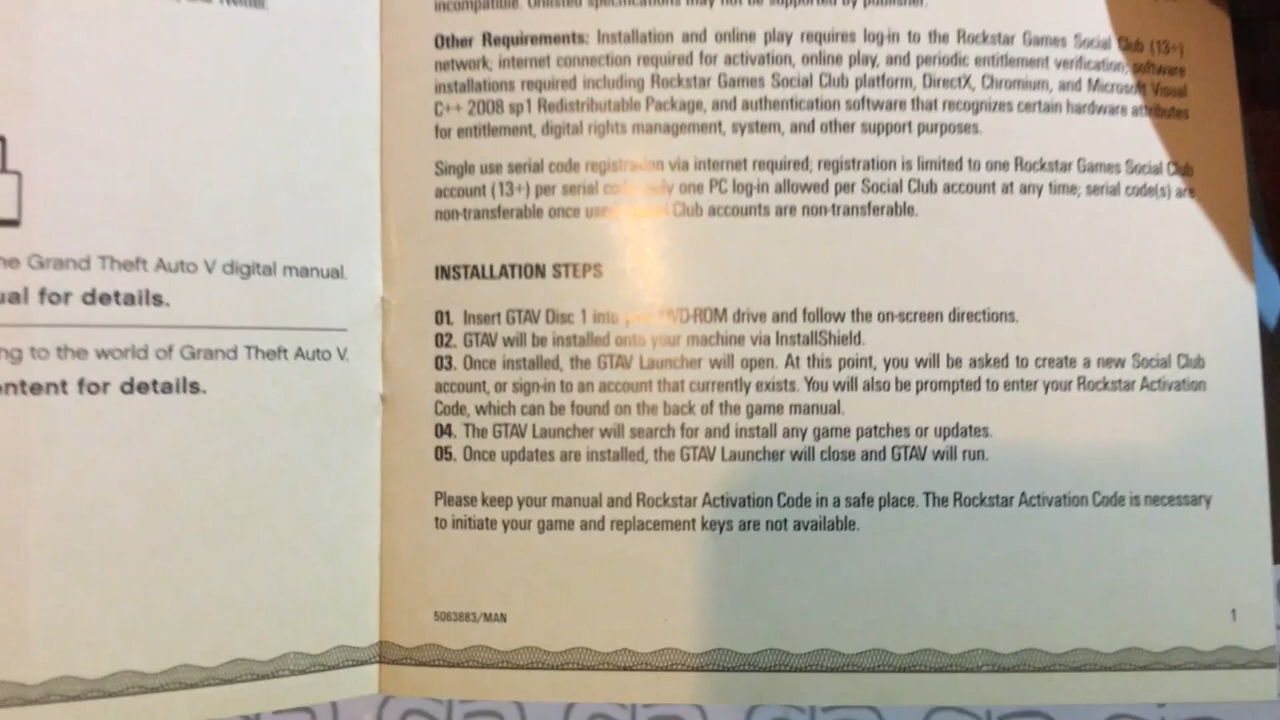 incompatible. Unlisted specifications may not be supported by publisher.
Other Requirements: Installation and online play requires log-in to the Rockstar Games Social Club (13+)
network; internet connection required for activation, online play, and periodic entitlement verification; software
installations required including Rockstar Games Social Club platform, DirectX, Chromium, and Microsoft Visual
C++ 2008 sp1 Redistributable Package, and authentication software that recognizes certain hardware attributes
for entitlement, digital rights management, system, and other support purposes.
Single use serial code registration via internet required; registration is limited to one Rockstar Games Social Club
account (13+) per serial only one PC log-in allowed per Social Club account at any time; serial code(s) are
non-transferable once Club accounts are non-transferable.
he Grand Theft Auto V digital manual.
ual for details.
ng to the world of Grand Theft Auto V.
ntent for details.
INSTALLATION STEPS
01. Insert GTAV Disc 1 into DVD-ROM drive and follow the on-screen directions.
02. GTAV will be installed onto your machine via InstallShield.
03. Once installed, the GTAV Launcher will open. At this point, you will be asked to create a new Social Club
account, or sign-in to an account that currently exists. You will also be prompted to enter your Rockstar Activation
Code, which can be found on the back of the game manual.
04. The GTAV Launcher will search for and install any game patches or updates.
05. Once updates are installed, the GTAV Launcher will close and GTAV will run.
Please keep your manual and Rockstar Activation Code in a safe place. The Rockstar Activation Code is necessary
to initiate your game and replacement keys are not available.
5063883/MAN
1